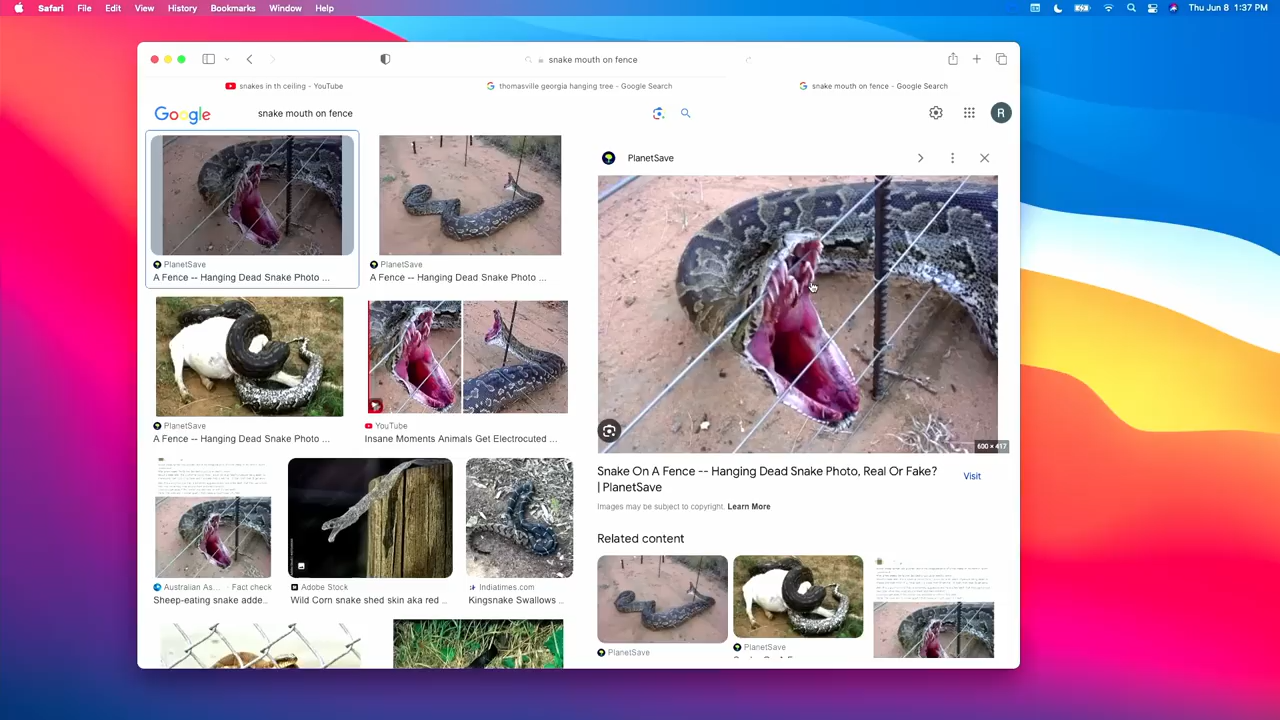 Safari File Edit View History Bookmarks Window Help
Thu Jun 8 1:37 PM
snake mouth on fence
snakes in th ceiling - YouTube
thomasville georgia hanging tree - Google Search
snake mouth on fence - Google Search
Google
snake mouth on fence
R
PlanetSave
A Fence -- Hanging Dead Snake Photo ...
PlanetSave
A Fence -- Hanging Dead Snake Photo ...
PlanetSave
A Fence -- Hanging Dead Snake Photo ...
YouTube
Insane Moments Animals Get Electrocuted ...
Australian As... · Fact check
Sheep-eating snake ado...
Adobe Stock
Wild Corn snake -mexicana ada red ...
Indiatimes.com
Kingsnake Swallows ...
PlanetSave
600 × 417
Snake On A Fence -- Hanging Dead Snake Photo, Real Or Fake?
| PlanetSave
Visit
Images may be subject to copyright. Learn More
Related content
PlanetSave
PlanetSave